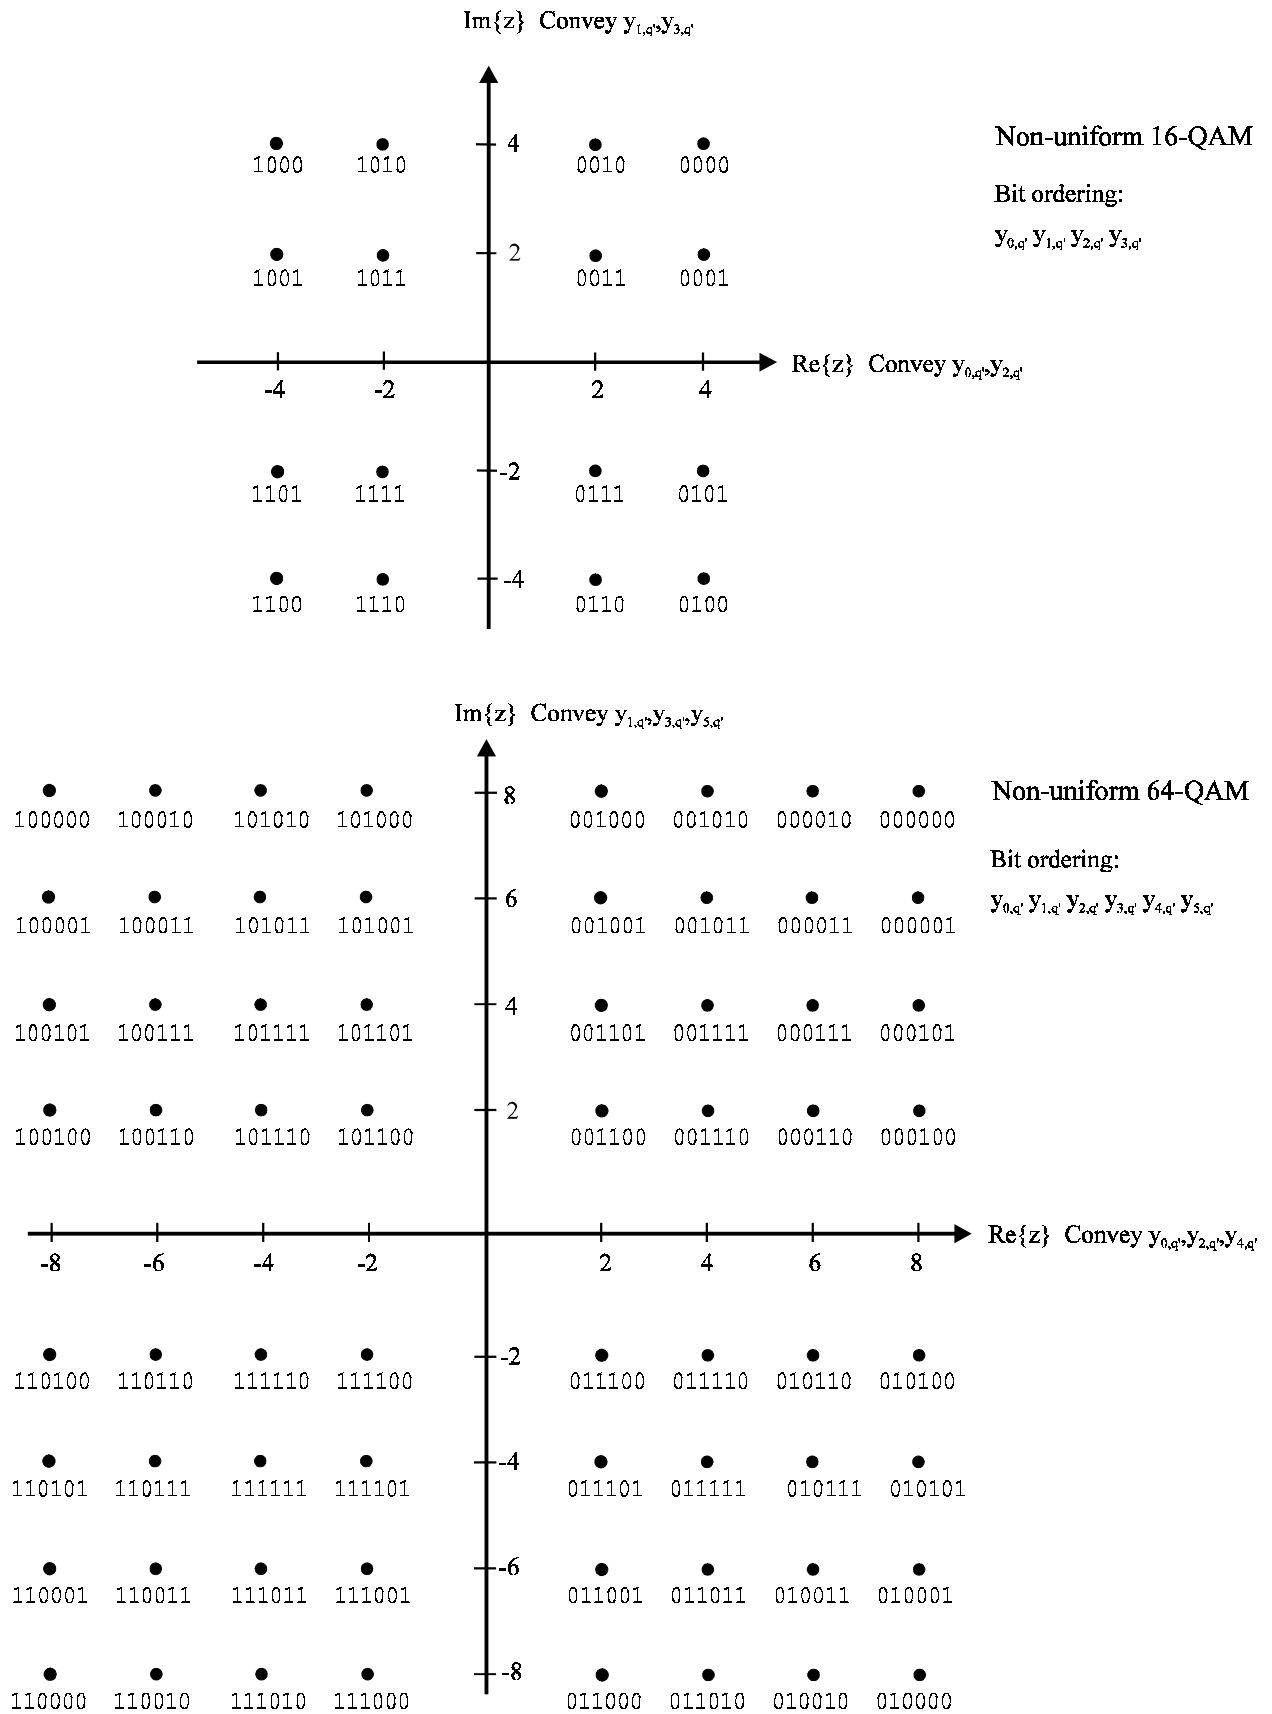 Im{z} Convey y1,q',y3,q'
4
Non-uniform 16-QAM
1000 1010 0010 0000
Bit ordering:
y0,q' y1,q' y2,q' y3,q'
2
1001 1011 0011 0001
Re{z} Convey y0,q',y2,q'
-4 -2 2 4
-2
1101 1111 0111 0101
-4
1100 1110 0110 0100
Im{z} Convey y1,q',y3,q',y5,q'
8
Non-uniform 64-QAM
100000 100010 101010 101000 001000 001010 000010 000000
Bit ordering:
6
y0,q' y1,q' y2,q' y3,q' y4,q' y5,q'
100001 100011 101011 101001 001001 001011 000011 000001
4
100101 100111 101111 101101 001101 001111 000111 000101
2
100100 100110 101110 101100 001100 001110 000110 000100
Re{z} Convey y0,q',y2,q',y4,q'
-8 -6 -4 -2 2 4 6 8
-2
110100 110110 111110 111100 011100 011110 010110 010100
-4
110101 110111 111111 111101 011101 011111 010111 010101
-6
110001 110011 111011 111001 011001 011011 010011 010001
-8
110000 110010 111010 111000 011000 011010 010010 010000